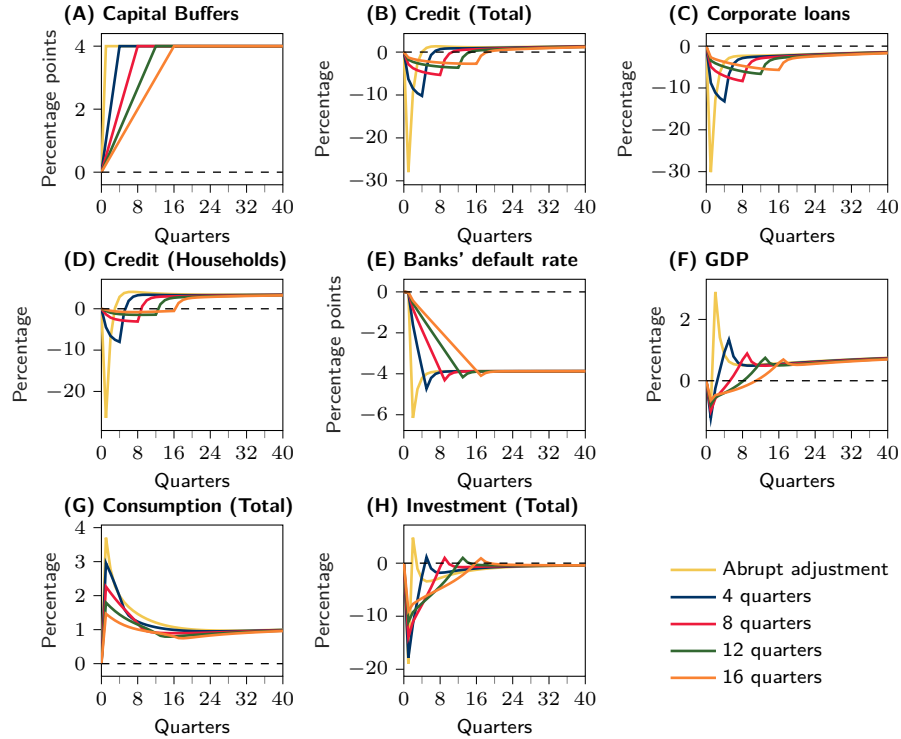 (A) Capital Buffers
Percentage points
4
2
0
0 8 16 24 32 40
Quarters
(B) Credit (Total)
Percentage
0
−10
−20
−30
0 8 16 24 32 40
Quarters
(C) Corporate loans
Percentage
0
−10
−20
−30
0 8 16 24 32 40
Quarters
(D) Credit (Households)
Percentage
0
−10
−20
0 8 16 24 32 40
Quarters
(E) Banks' default rate
Percentage points
0
−2
−4
−6
0 8 16 24 32 40
Quarters
(F) GDP
Percentage
2
0
0 8 16 24 32 40
Quarters
(G) Consumption (Total)
Percentage
4
3
2
1
0
0 8 16 24 32 40
Quarters
(H) Investment (Total)
Percentage
0
−10
−20
0 8 16 24 32 40
Quarters
Abrupt adjustment
4 quarters
8 quarters
12 quarters
16 quarters